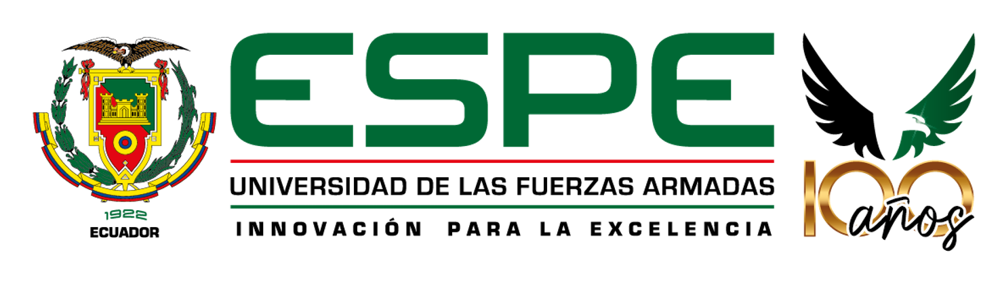 1922
ECUADOR
ESPE
UNIVERSIDAD DE LAS FUERZAS ARMADAS
INNOVACIÓN PARA LA EXCELENCIA
100
años